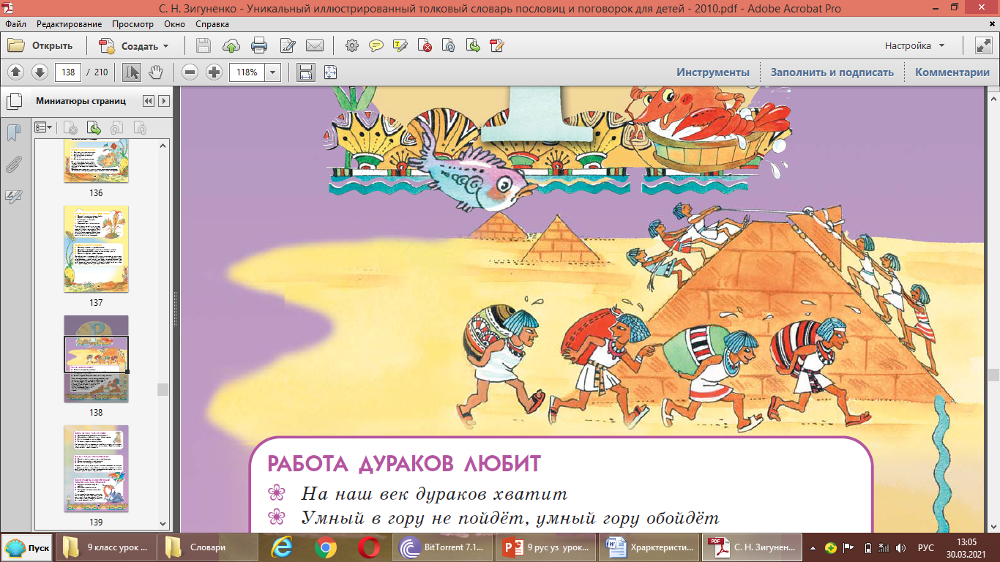 С. Н. Зигуненко - Уникальный иллюстрированный толковый словарь пословиц и поговорок для детей - 2010.pdf - Adobe Acrobat Pro
Файл Редактирование Просмотр Окно Справка
Открыть Создать Настройка
138 / 210 118% Инструменты Заполнить и подписать Комментарии
Миниатюры страниц
136
137
Р
138
139
РАБОТА ДУРАКОВ ЛЮБИТ
На наш век дураков хватит
Умный в гору не пойдёт, умный гору обойдёт
Пуск 9 класс урок ... Словари BitTorrent 7.1... 9 рус уз урок... Храрктеристи... С. Н. Зигунен... РУС 13:05
30.03.2021